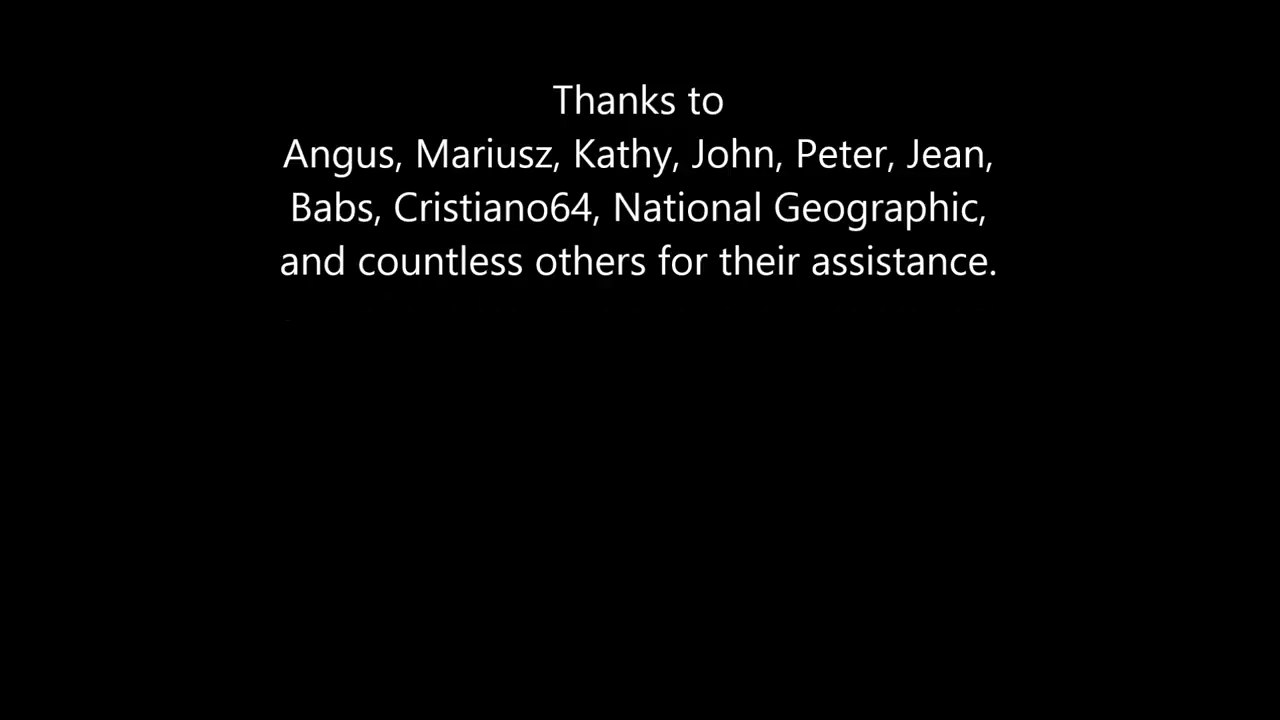 Thanks to
Angus, Mariusz, Kathy, John, Peter, Jean,
Babs, Cristiano64, National Geographic,
and countless others for their assistance.